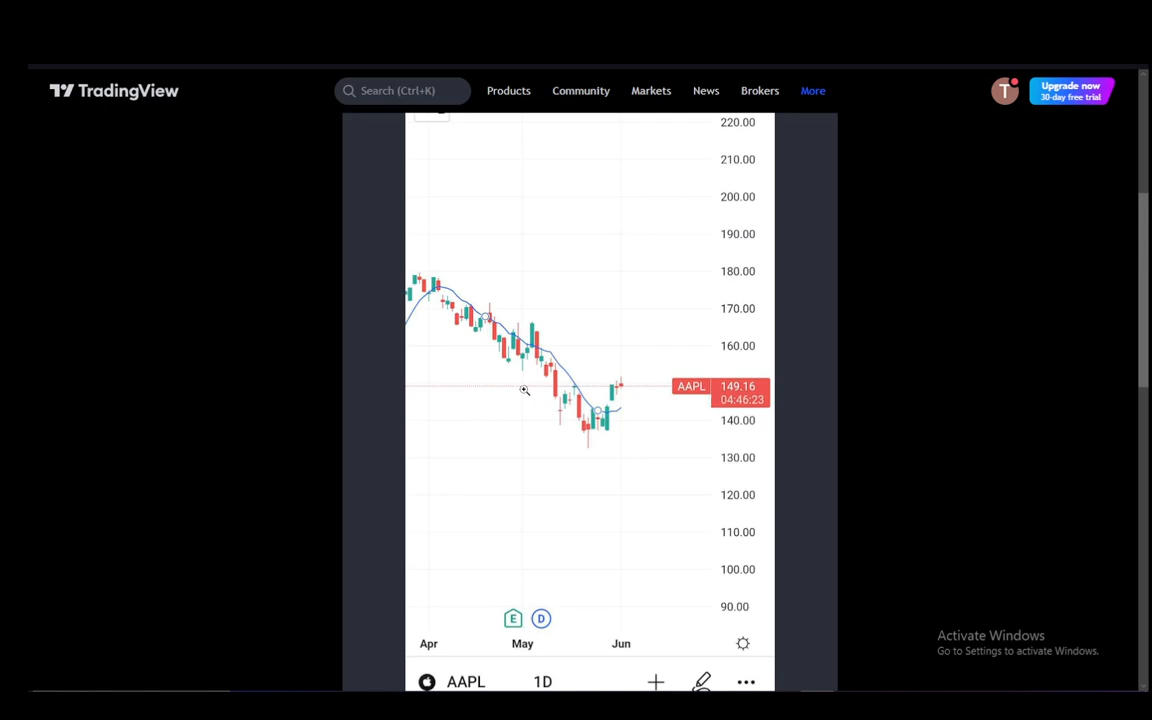 TradingView
Search (Ctrl+K)
Products
Community
Markets
News
Brokers
More
T
Upgrade now
30-day free trial
220.00
210.00
200.00
190.00
180.00
170.00
160.00
AAPL
149.16
04:46:23
140.00
130.00
120.00
110.00
100.00
90.00
E
D
Apr
May
Jun
AAPL
1D
Activate Windows
Go to Settings to activate Windows.